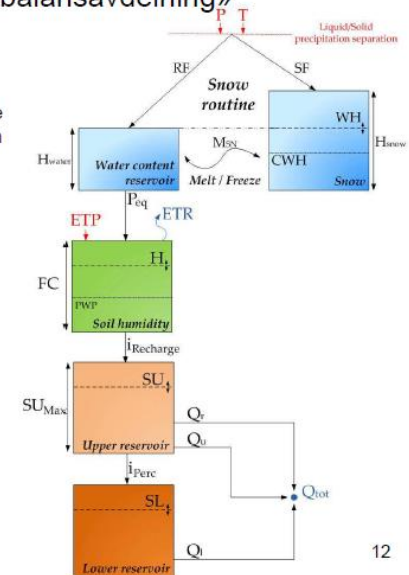 balansavdelning»
P T
Liquid/Solid
precipitation separation
RF SF
Snow
routine
WH
Hwater
MSN
CWH
Hsnow
Water content
reservoir
Melt / Freeze
Snow
Peq
ETP
ETR
H
FC
PWP
Soil humidity
iRecharge
SU
SUMax
Qr
Upper reservoir
Qu
iPerc
Qtot
SL
12
Ql
Lower reservoir